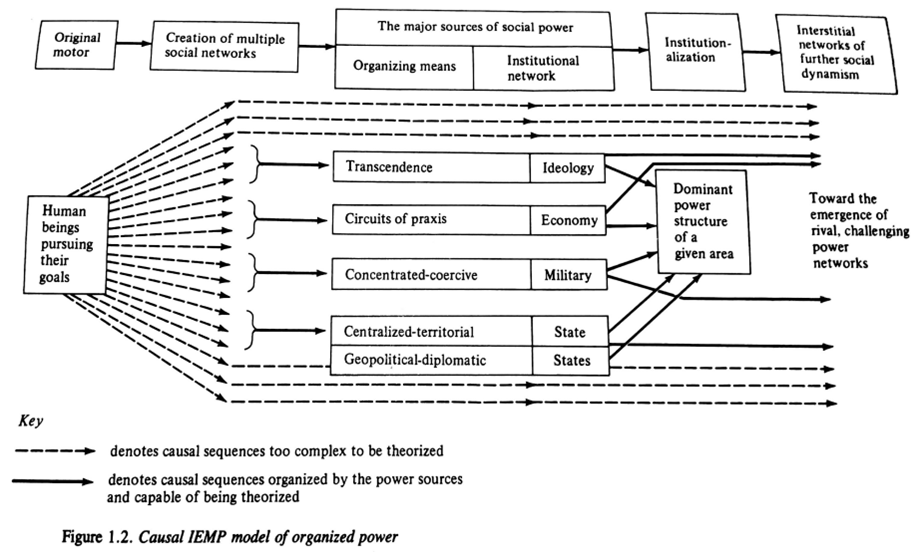 Original
motor
Creation of multiple
social networks
The major sources of social power
Organizing means
Institutional
network
Institution-
alization
Interstitial
networks of
further social
dynamism
Human
beings
pursuing
their
goals
Transcendence
Ideology
Circuits of praxis
Economy
Concentrated-coercive
Military
Centralized-territorial
State
Geopolitical-diplomatic
States
Dominant
power
structure
of a
given area
Toward the
emergence of
rival, challenging
power
networks
Key
denotes causal sequences too complex to be theorized
denotes causal sequences organized by the power sources
and capable of being theorized
Figure 1.2. Causal IEMP model of organized power